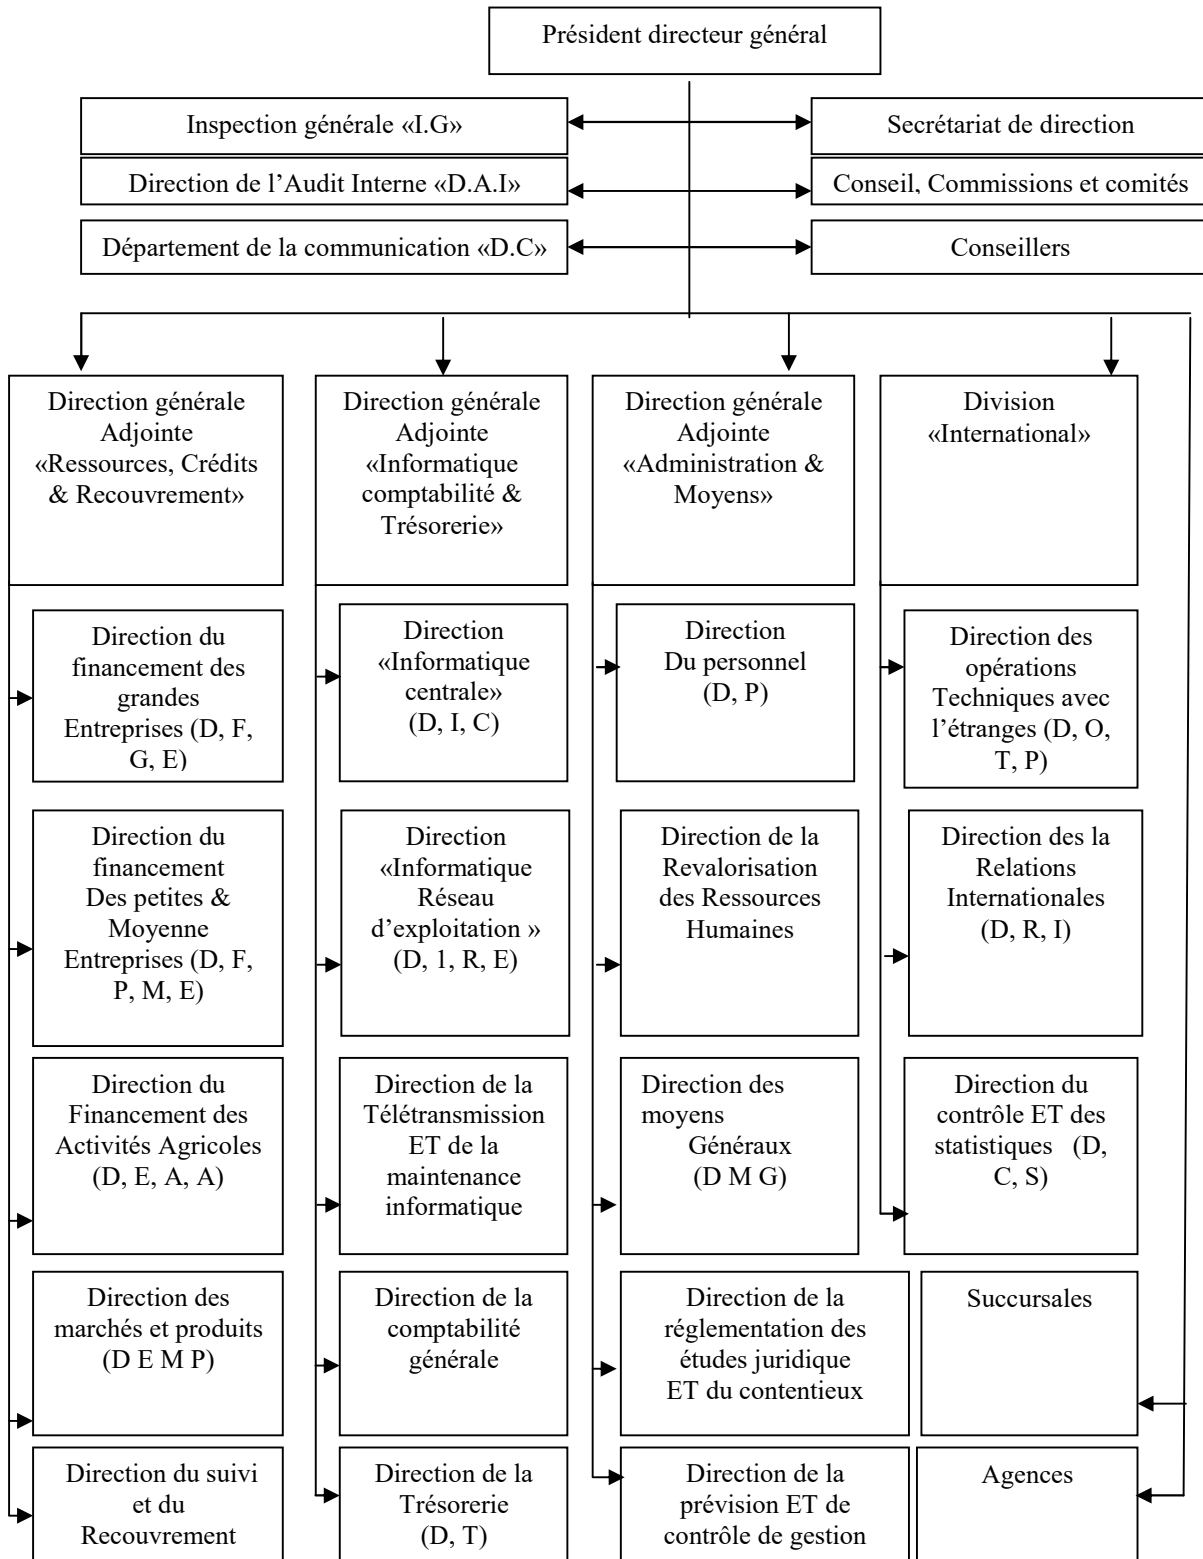 Président directeur général
Inspection générale «I.G»
Secrétariat de direction
Direction de l'Audit Interne «D.A.I»
Conseil, Commissions et comités
Département de la communication «D.C»
Conseillers
Direction générale
Adjointe
«Ressources, Crédits
& Recouvrement»
Direction générale
Adjointe
«Informatique
comptabilité &
Trésorerie»
Direction générale
Adjointe
«Administration &
Moyens»
Division
«International»
Direction du
financement des
grandes
Entreprises (D, F,
G, E)
Direction
«Informatique
centrale»
(D, I, C)
Direction
Du personnel
(D, P)
Direction des
opérations
Techniques avec
l'étranges (D, O,
T, P)
Direction du
financement
Des petites &
Moyenne
Entreprises (D, F,
P, M, E)
Direction
«Informatique
Réseau
d'exploitation »
(D, 1, R, E)
Direction de la
Revalorisation
des Ressources
Humaines
Direction des la
Relations
Internationales
(D, R, I)
Direction du
Financement des
Activités Agricoles
(D, E, A, A)
Direction de la
Télétransmission
ET de la
maintenance
informatique
Direction des
moyens
Généraux
(D M G)
Direction du
contrôle ET des
statistiques (D,
C, S)
Direction des
marchés et produits
(D E M P)
Direction de la
comptabilité
générale
Direction de la
réglementation des
études juridique
ET du contentieux
Succursales
Direction du suivi
et du
Recouvrement
Direction de la
Trésorerie
(D, T)
Direction de la
prévision ET de
contrôle de gestion
Agences